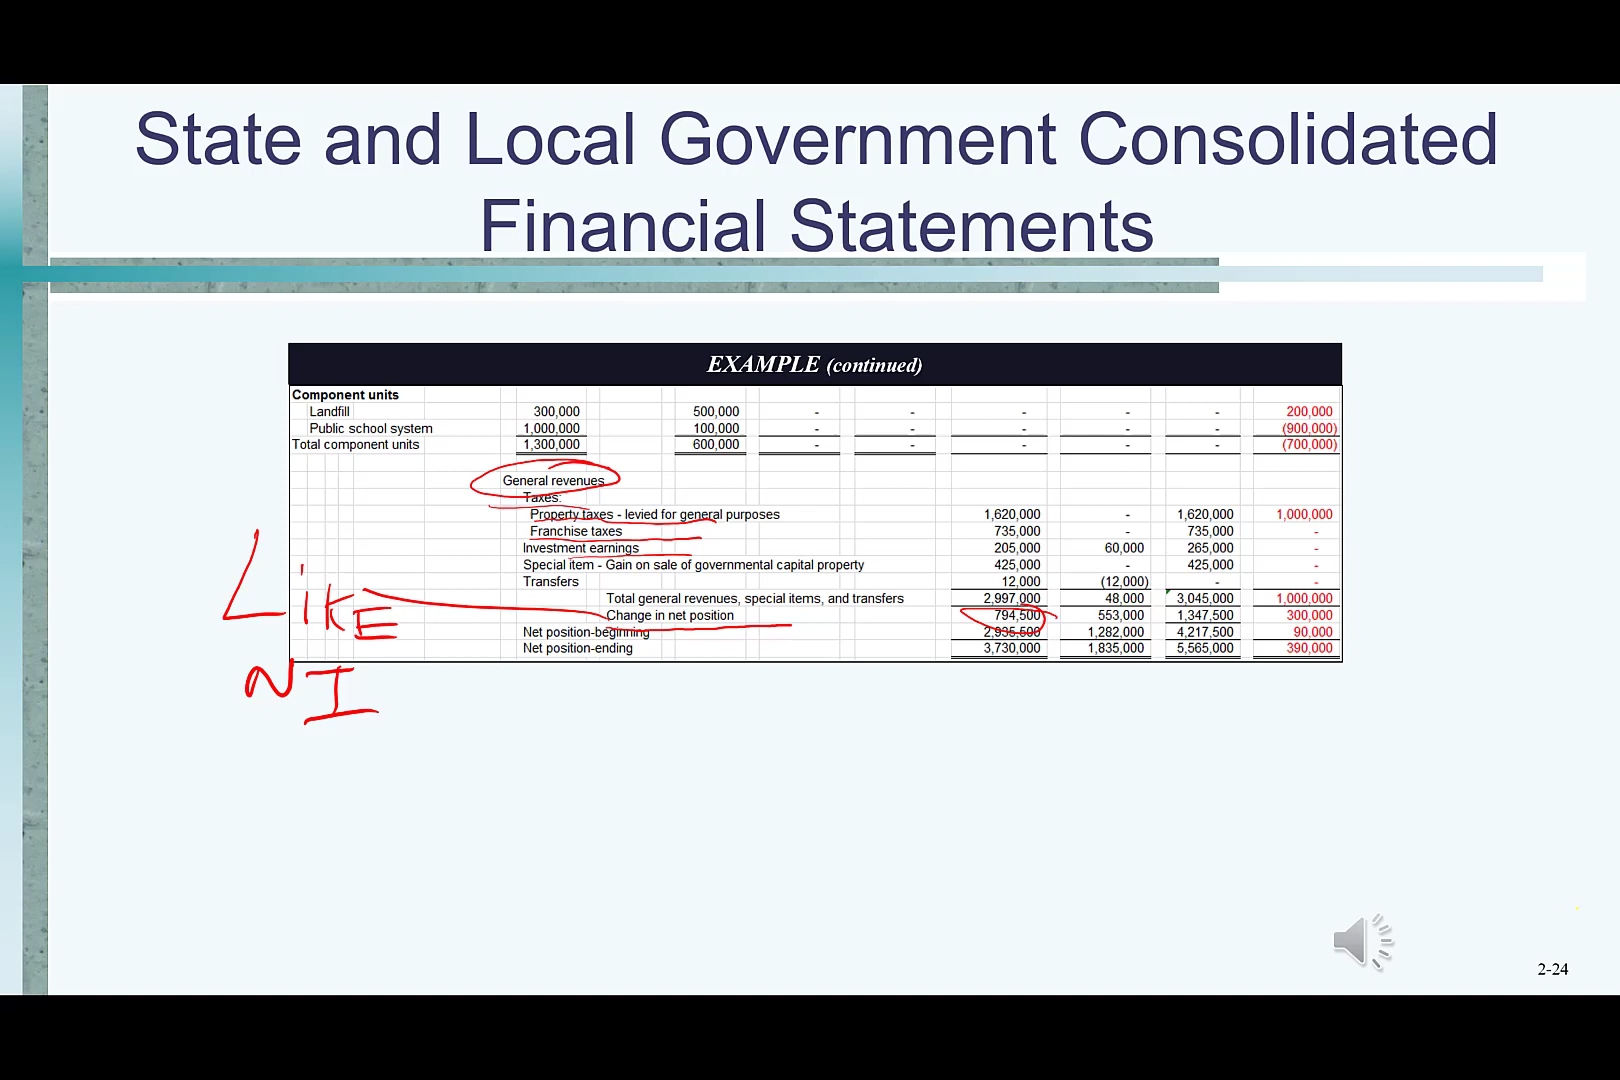 State and Local Government Consolidated
Financial Statements
EXAMPLE (continued)
Component units
Landfill 300,000 500,000 - - - - - 200,000
Public school system 1,000,000 100,000 - - - - - (900,000)
Total component units 1,300,000 600,000 - - - - - (700,000)
General revenues
Taxes:
Property taxes - levied for general purposes 1,620,000 - 1,620,000 1,000,000
Franchise taxes 735,000 - 735,000 -
Investment earnings 205,000 60,000 265,000 -
Special item - Gain on sale of governmental capital property 425,000 - 425,000 -
Transfers 12,000 (12,000) - -
Total general revenues, special items, and transfers 2,997,000 48,000 3,045,000 1,000,000
Change in net position 794,500 553,000 1,347,500 300,000
Net position-beginning 2,935,500 1,282,000 4,217,500 90,000
Net position-ending 3,730,000 1,835,000 5,565,000 390,000
LikE
NI
2-24